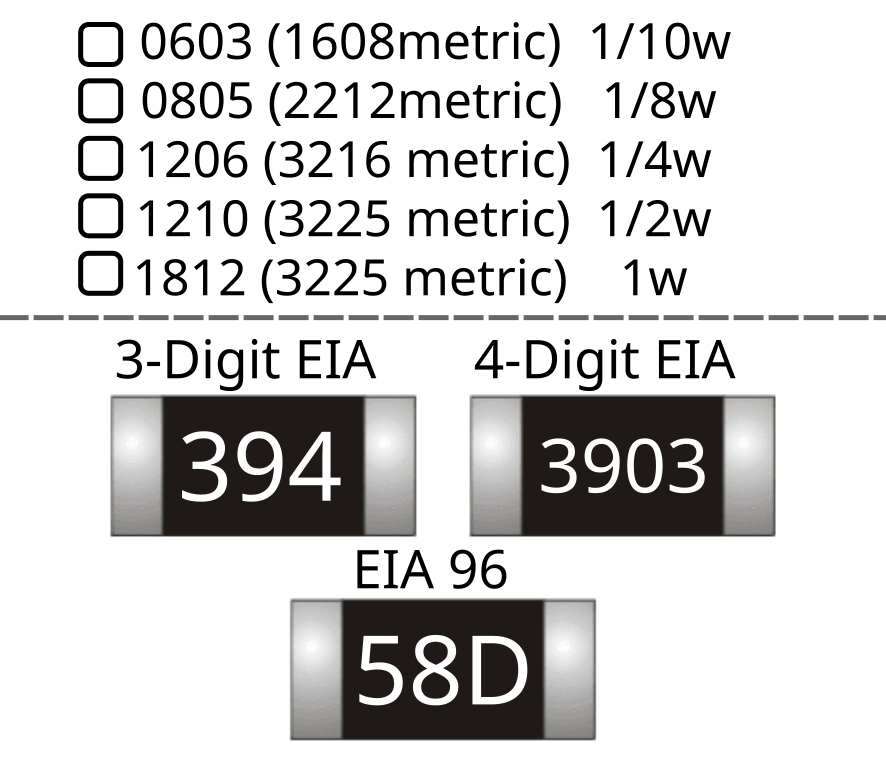 0603 (1608metric) 1/10w
0805 (2212metric) 1/8w
1206 (3216 metric) 1/4w
1210 (3225 metric) 1/2w
1812 (3225 metric) 1w
3-Digit EIA
394
4-Digit EIA
3903
EIA 96
58D